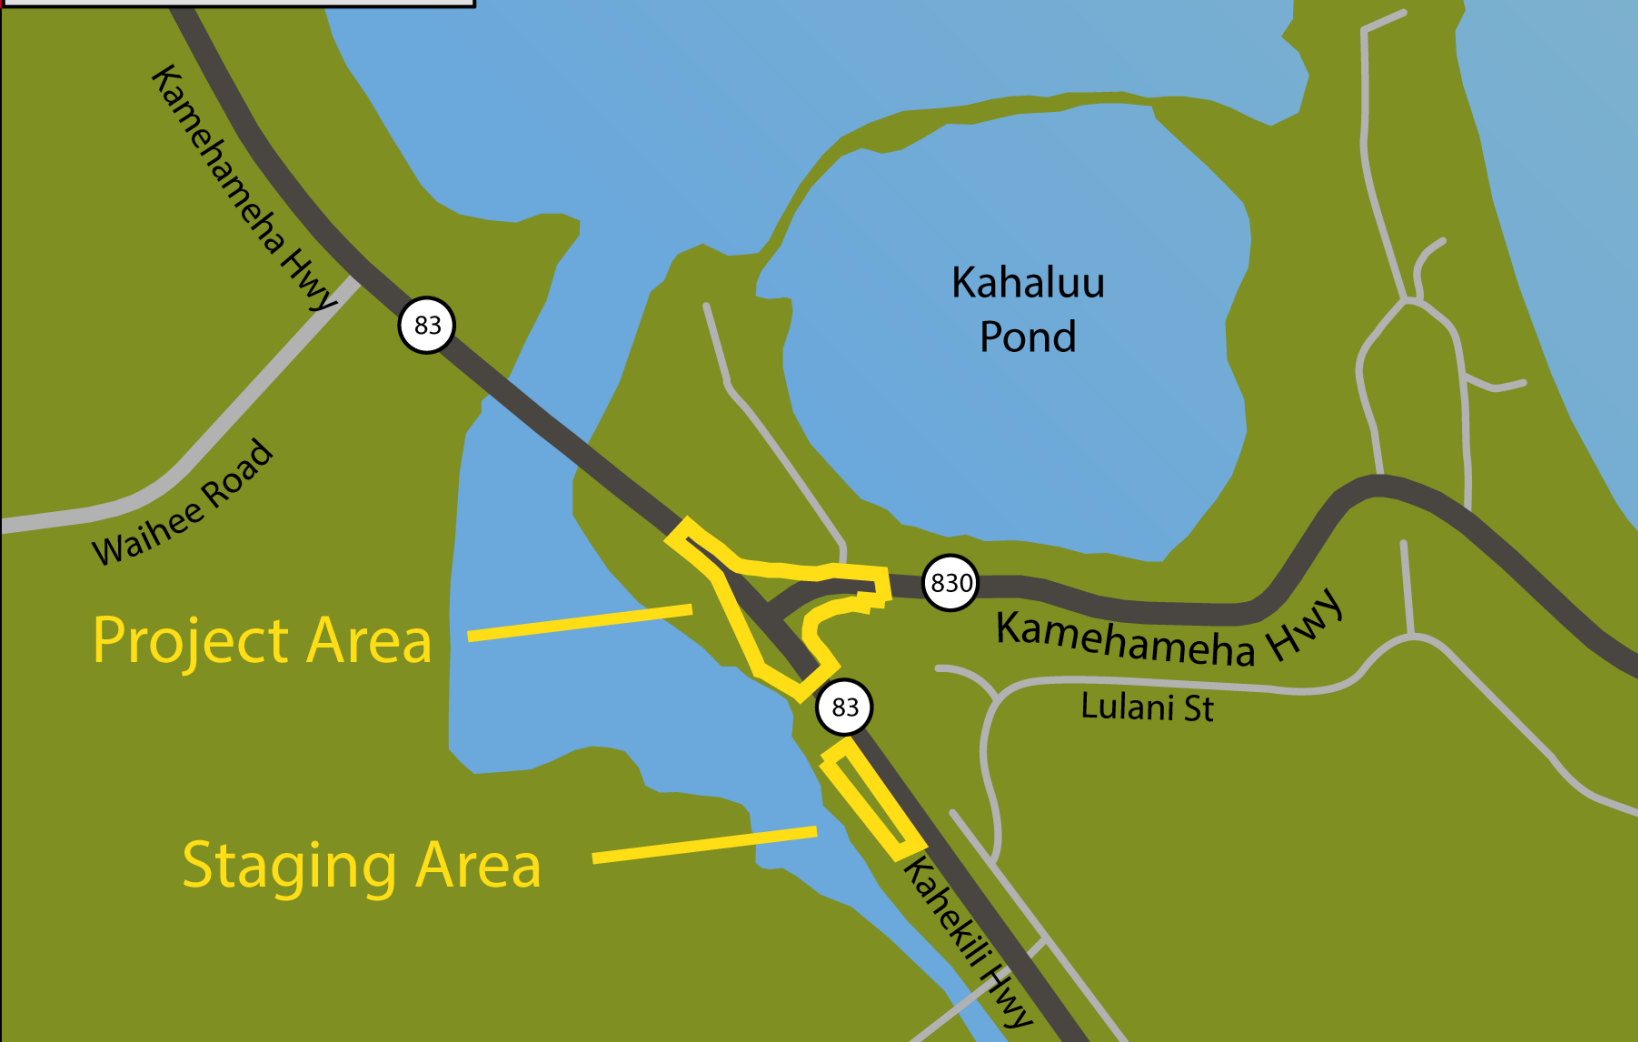 Kamehameha Hwy
83
Kahaluu
Pond
Waihee Road
830
Kamehameha Hwy
Project Area
83
Lulani St
Staging Area
Kahekili Hwy